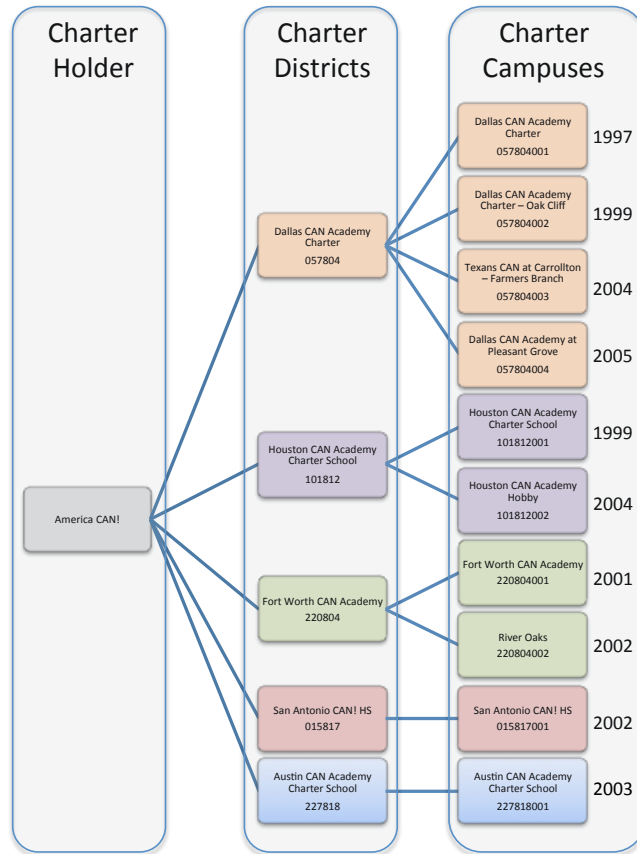 Charter
Holder
Charter
Districts
Charter
Campuses
America CAN!
Dallas CAN Academy
Charter
057804
Houston CAN Academy
Charter School
101812
Fort Worth CAN Academy
220804
San Antonio CAN! HS
015817
Austin CAN Academy
Charter School
227818
Dallas CAN Academy
Charter
057804001
1997
Dallas CAN Academy
Charter – Oak Cliff
057804002
1999
Texans CAN at Carrollton
– Farmers Branch
057804003
2004
Dallas CAN Academy at
Pleasant Grove
057804004
2005
Houston CAN Academy
Charter School
101812001
1999
Houston CAN Academy
Hobby
101812002
2004
Fort Worth CAN Academy
220804001
2001
River Oaks
220804002
2002
San Antonio CAN! HS
015817001
2002
Austin CAN Academy
Charter School
227818001
2003